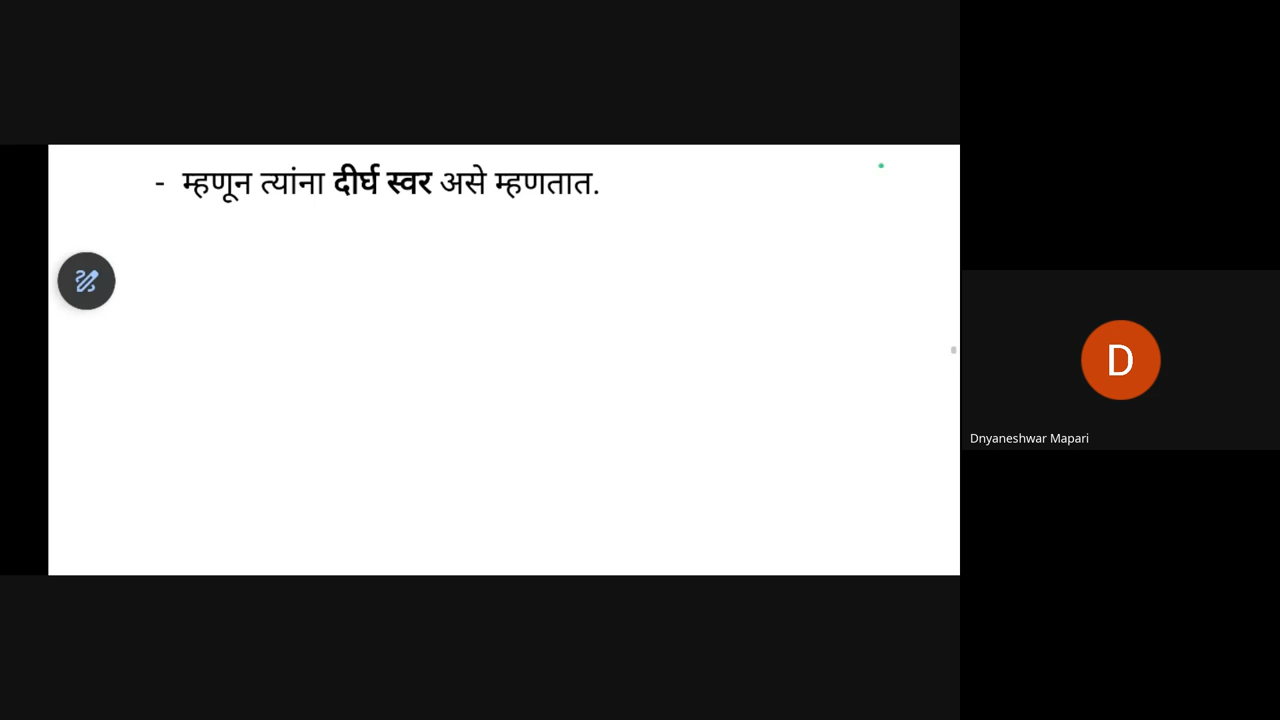 - म्हणून त्यांना दीर्घ स्वर असे म्हणतात.
D
Dnyaneshwar Mapari